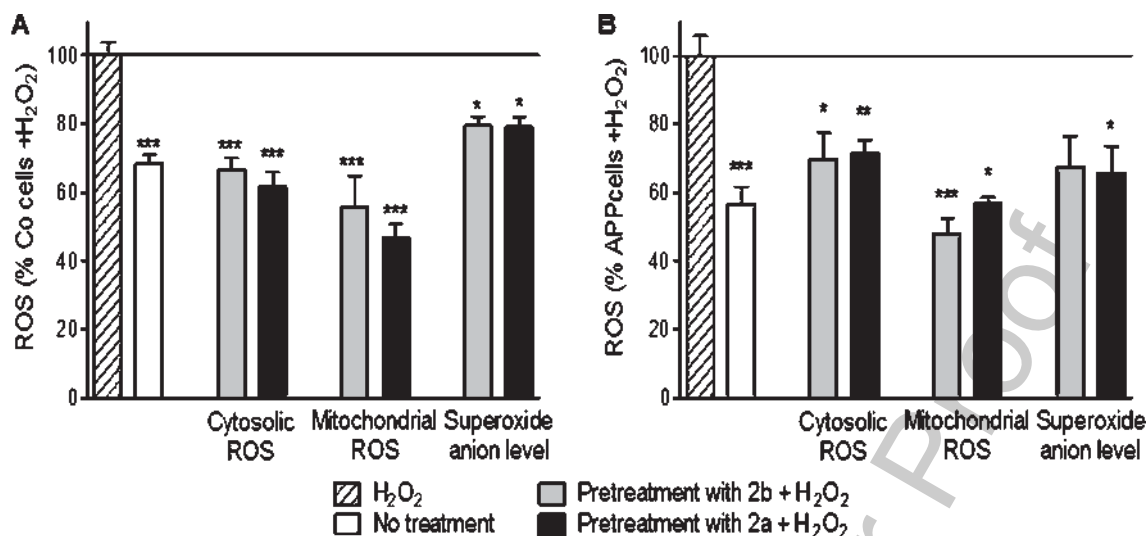 A
ROS (% Co cells +H₂O₂)
100
80
60
40
20
0
***
***
***
***
***
*
*
Cytosolic ROS
Mitochondrial ROS
Superoxide anion level
B
ROS (% APPcells +H₂O₂)
100
80
60
40
20
0
***
*
**
***
*
*
Cytosolic ROS
Mitochondrial ROS
Superoxide anion level
H₂O₂
No treatment
Pretreatment with 2b + H₂O₂
Pretreatment with 2a + H₂O₂
Proof